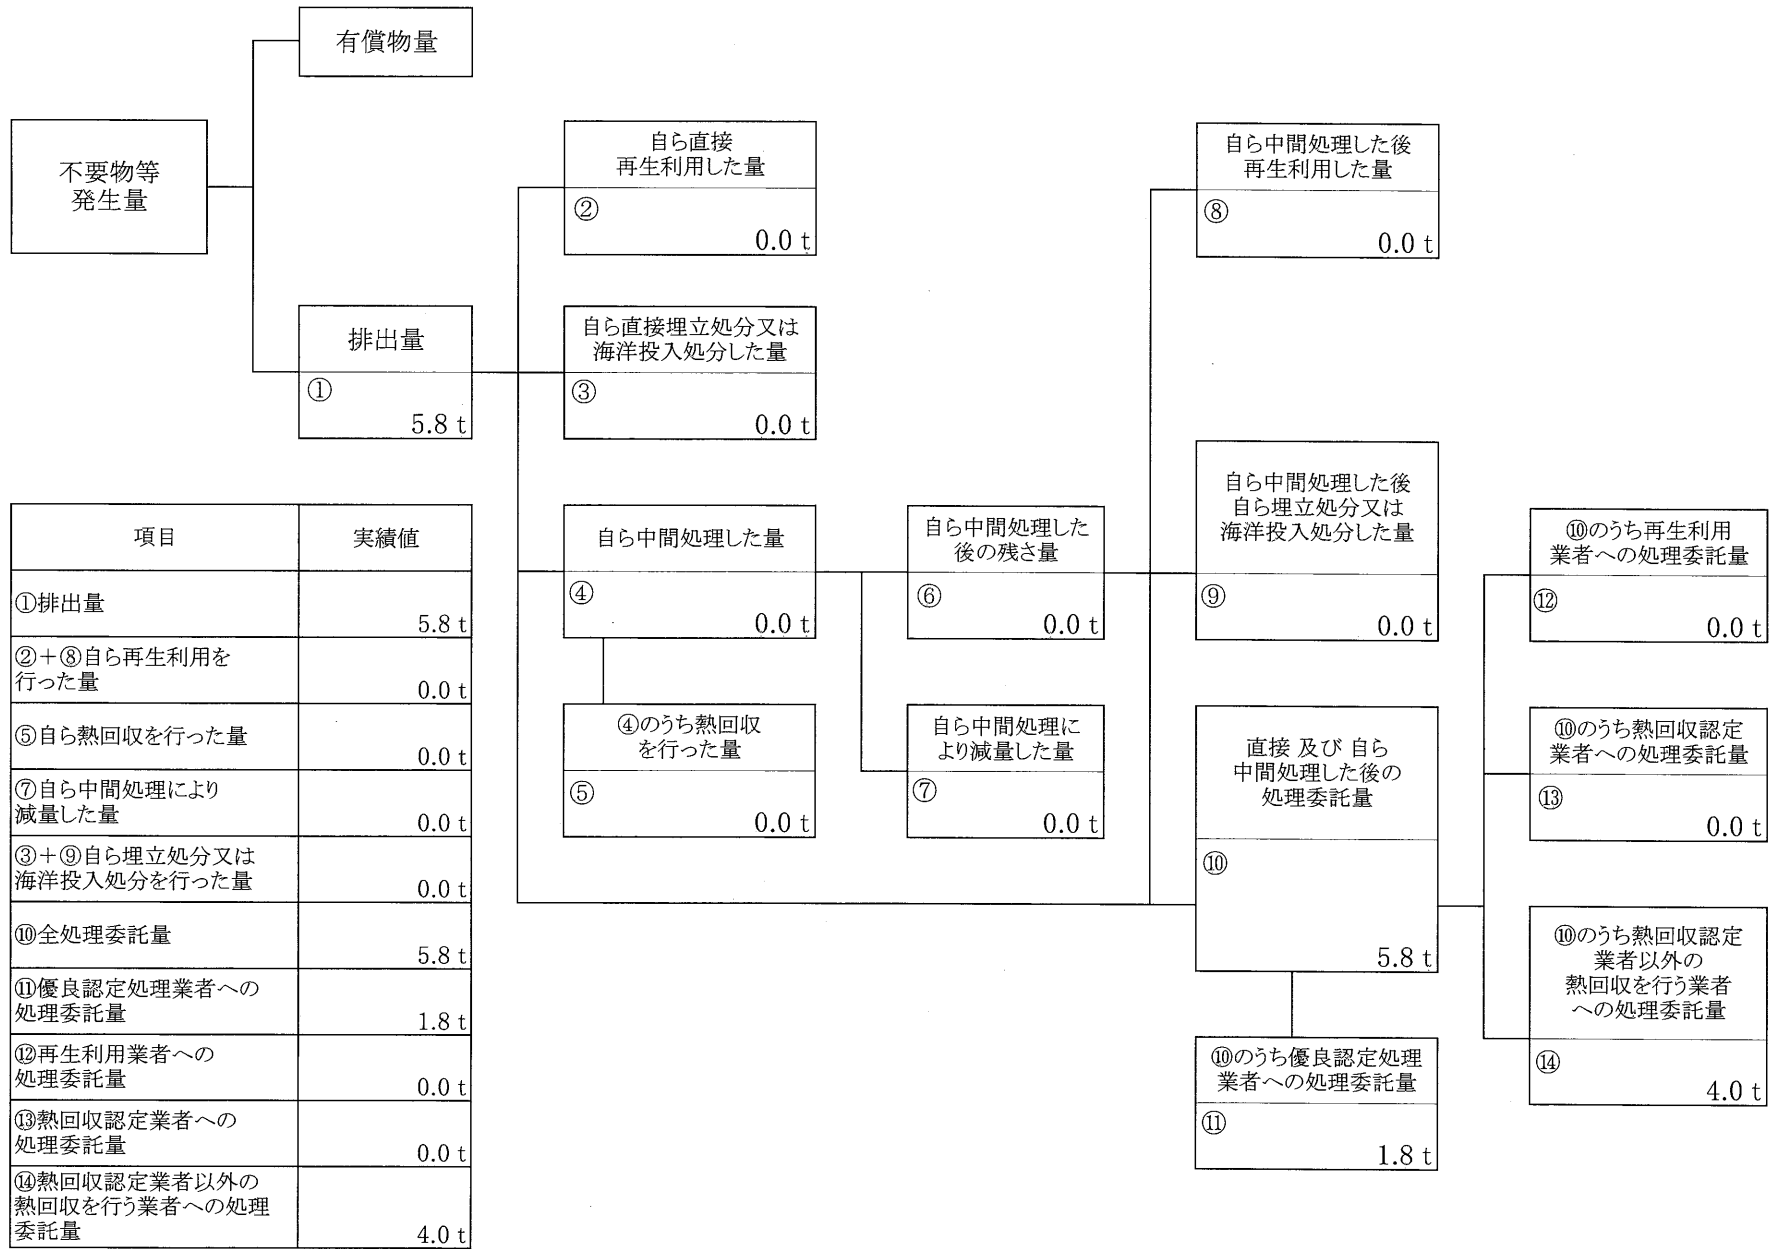 有償物量
不要物等
発生量
排出量
①
5.8 t
自ら直接
再生利用した量
②
0.0 t
自ら直接埋立処分又は
海洋投入処分した量
③
0.0 t
自ら中間処理した量
④
0.0 t
④のうち熱回収
を行った量
⑤
0.0 t
自ら中間処理した
後の残さ量
⑥
0.0 t
自ら中間処理に
より減量した量
⑦
0.0 t
自ら中間処理した後
再生利用した量
⑧
0.0 t
自ら中間処理した後
自ら埋立処分又は
海洋投入処分した量
⑨
0.0 t
直接 及び 自ら
中間処理した後の
処理委託量
⑩
5.8 t
⑩のうち優良認定処理
業者への処理委託量
⑪
1.8 t
⑩のうち再生利用
業者への処理委託量
⑫
0.0 t
⑩のうち熱回収認定
業者への処理委託量
⑬
0.0 t
⑩のうち熱回収認定
業者以外の
熱回収を行う業者
への処理委託量
⑭
4.0 t
項目 実績値
①排出量
5.8 t
②＋⑧自ら再生利用を
行った量
0.0 t
⑤自ら熱回収を行った量
0.0 t
⑦自ら中間処理により
減量した量
0.0 t
③＋⑨自ら埋立処分又は
海洋投入処分を行った量
0.0 t
⑩全処理委託量
5.8 t
⑪優良認定処理業者への
処理委託量
1.8 t
⑫再生利用業者への
処理委託量
0.0 t
⑬熱回収認定業者への
処理委託量
0.0 t
⑭熱回収認定業者以外の
熱回収を行う業者への処理
委託量
4.0 t